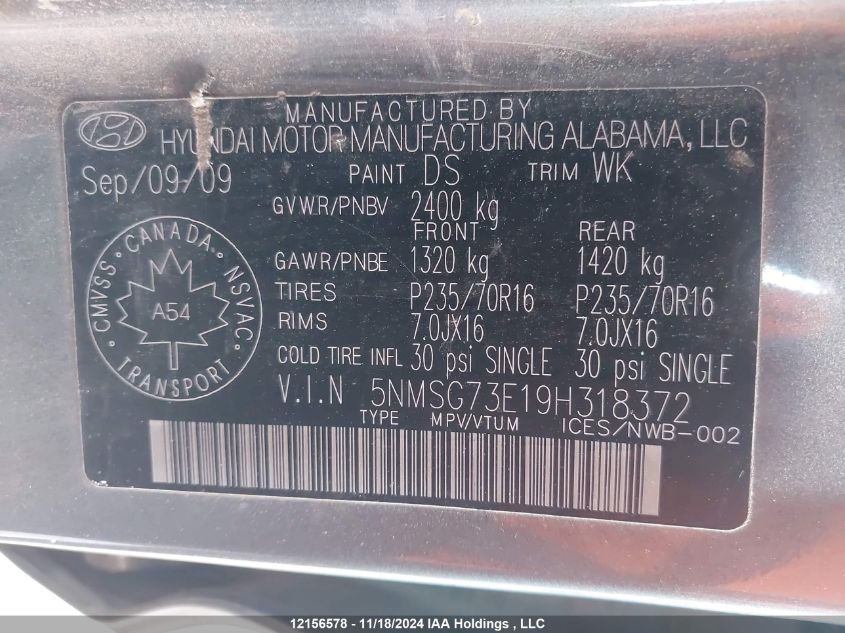 MANUFACTURED BY
HYUNDAI MOTOR MANUFACTURING ALABAMA, LLC
Sep/09/09 PAINT DS TRIM WK
GVWR/PNBV 2400 kg
FRONT REAR
GAWR/PNBE 1320 kg 1420 kg
TIRES P235/70R16 P235/70R16
RIMS 7.0JX16 7.0JX16
COLD TIRE INFL 30 psi SINGLE 30 psi SINGLE
V.I.N 5NMSG73E19H318372
TYPE MPV/VTUM ICES/NWB-002
CMVSS CANADA NSVAC
A54
TRANSPORT
12156578 - 11/18/2024 IAA Holdings , LLC